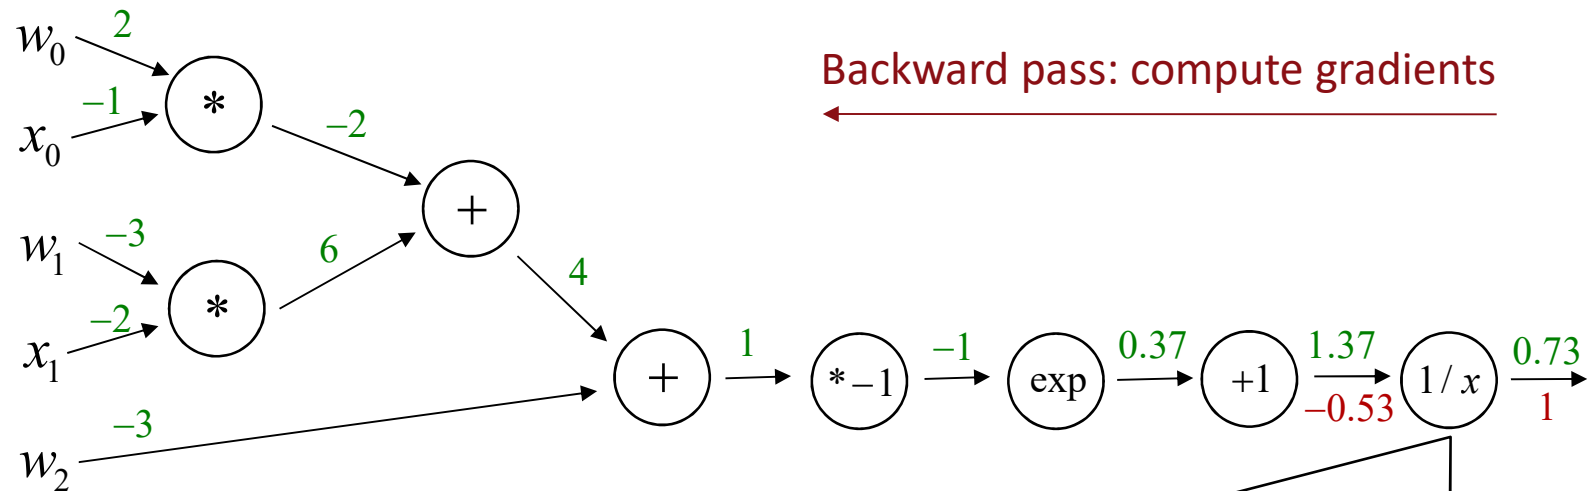 w₀ 2
Backward pass: compute gradients
*
−1
x₀
−2
+
w₁ −3
6
*
4
−2
x₁
+ 1 *−1 −1 exp 0.37 +1 1.37 1/x 0.73
−0.53 1
−3
w₂